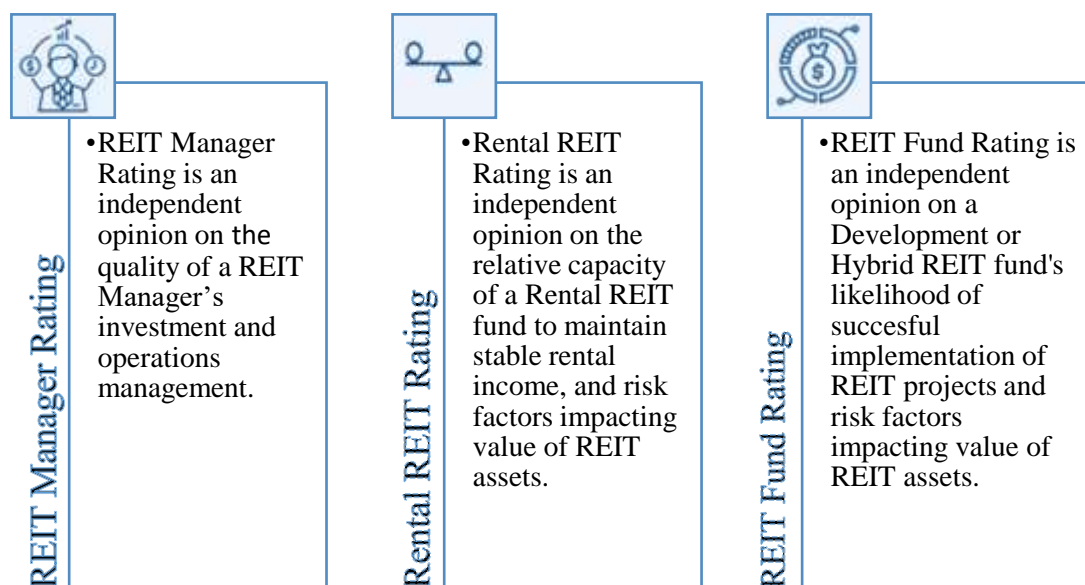 REIT Manager Rating
•REIT Manager
Rating is an
independent
opinion on the
quality of a REIT
Manager’s
investment and
operations
management.
Rental REIT Rating
•Rental REIT
Rating is an
independent
opinion on the
relative capacity
of a Rental REIT
fund to maintain
stable rental
income, and risk
factors impacting
value of REIT
assets.
REIT Fund Rating
•REIT Fund Rating is
an independent
opinion on a
Development or
Hybrid REIT fund's
likelihood of
succesful
implementation of
REIT projects and
risk factors
impacting value of
REIT assets.